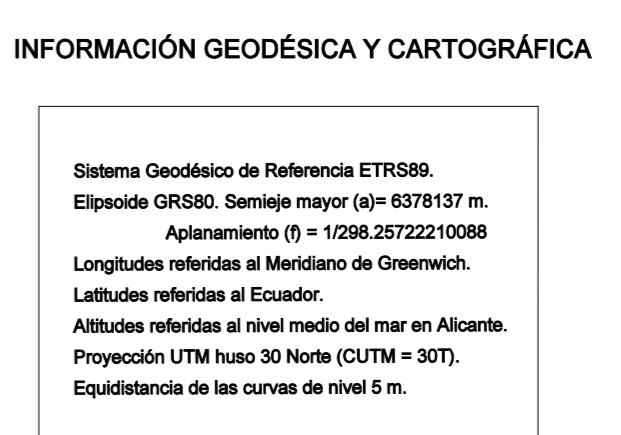 INFORMACIÓN GEODÉSICA Y CARTOGRÁFICA
Sistema Geodésico de Referencia ETRS89.
Elipsoide GRS80. Semieje mayor (a)= 6378137 m.
Aplanamiento (f) = 1/298.25722210088
Longitudes referidas al Meridiano de Greenwich.
Latitudes referidas al Ecuador.
Altitudes referidas al nivel medio del mar en Alicante.
Proyección UTM huso 30 Norte (CUTM = 30T).
Equidistancia de las curvas de nivel 5 m.